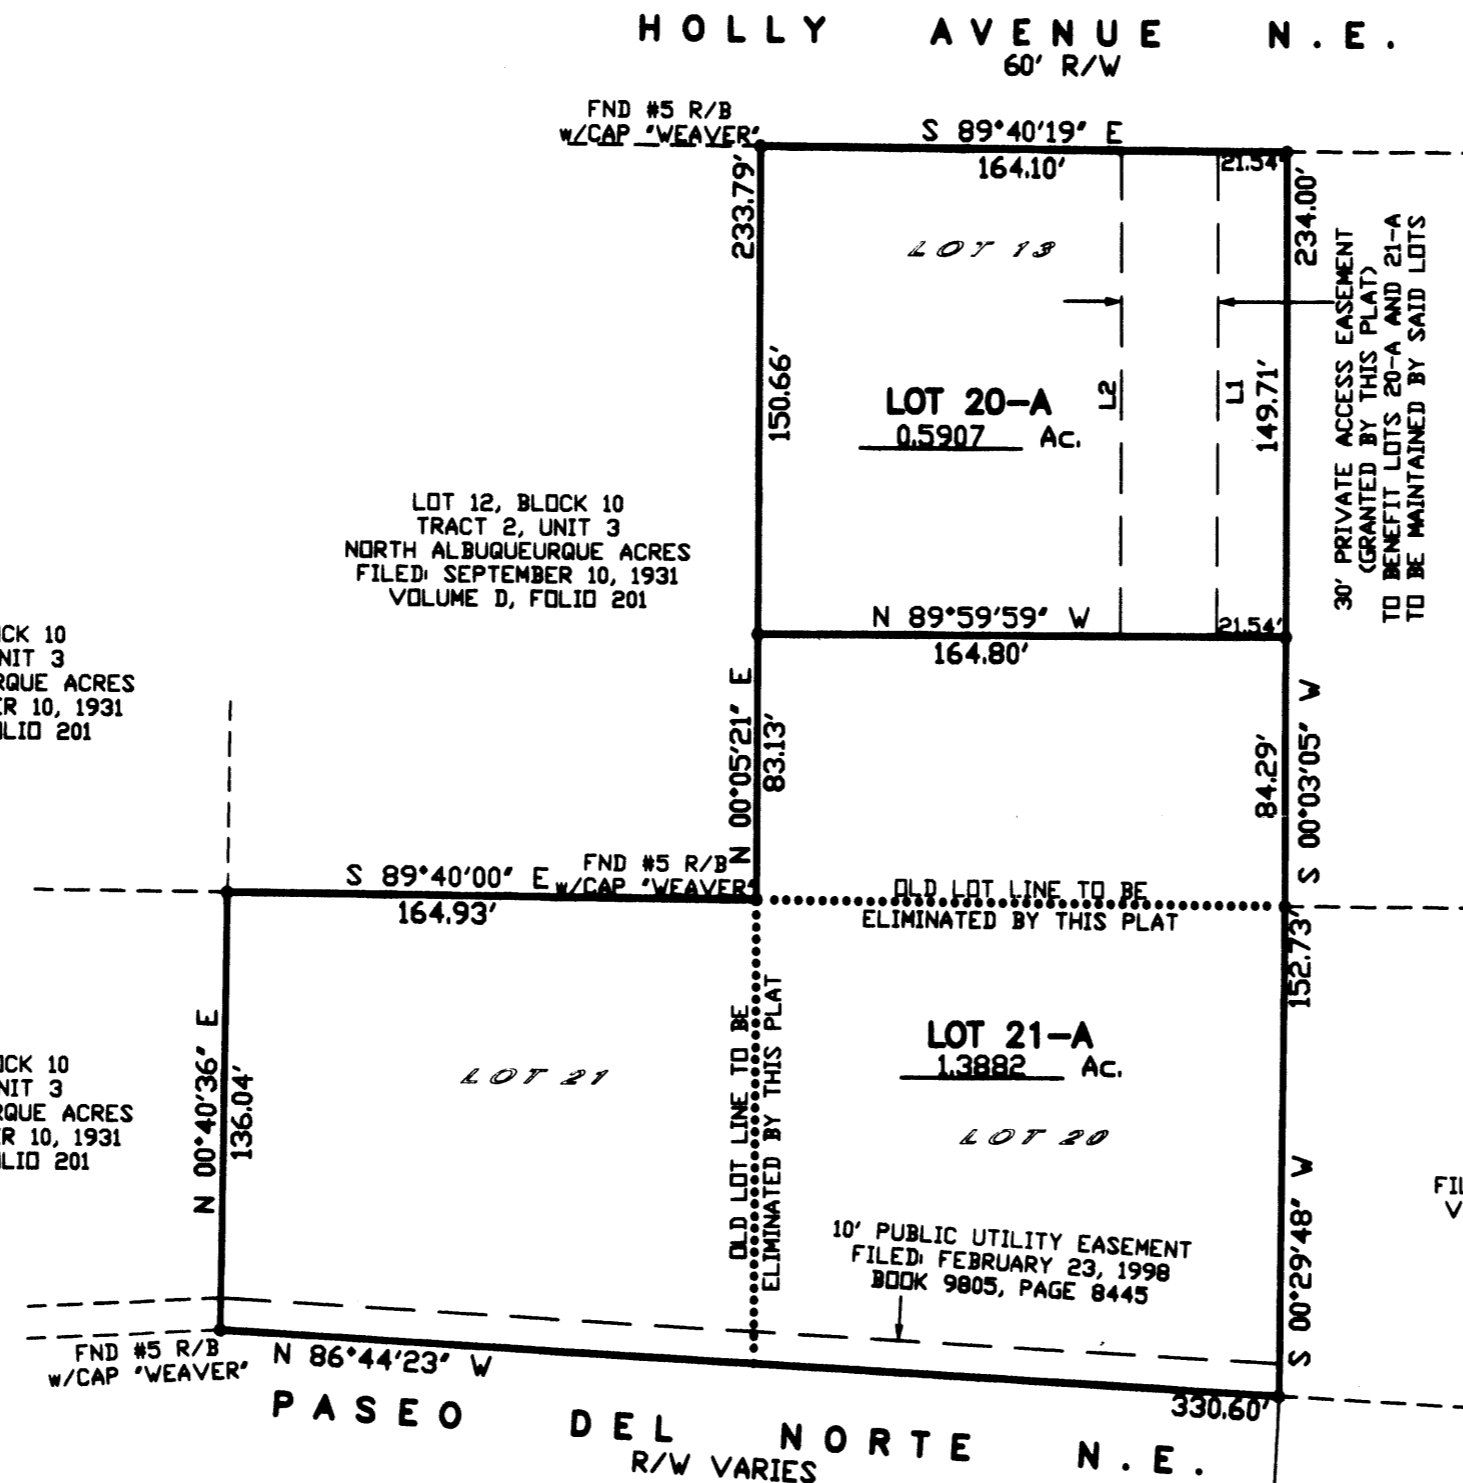 HOLLY AVENUE N.E.
60' R/W
FND #5 R/B
w/CAP "WEAVER"
S 89°40'19" E
164.10'
21.54'
233.79'
234.00'
LOT 13
30' PRIVATE ACCESS EASEMENT
(GRANTED BY THIS PLAT)
TO BENEFIT LOTS 20-A AND 21-A
TO BE MAINTAINED BY SAID LOTS
150.66'
LOT 20-A
0.5907 Ac.
L2
L1
149.71'
LOT 12, BLOCK 10
TRACT 2, UNIT 3
NORTH ALBUQUEURQUE ACRES
FILED: SEPTEMBER 10, 1931
VOLUME D, FOLIO 201
N 89°59'59" W
164.80'
21.54'
CK 10
NIT 3
RQUE ACRES
ER 10, 1931
LIO 201
N 00°05'21" E
83.13'
84.29'
S 00°03'05" W
S 89°40'00" E
164.93'
FND #5 R/B
w/CAP "WEAVER"
OLD LOT LINE TO BE
ELIMINATED BY THIS PLAT
152.73'
N 00°40'36" E
136.04'
LOT 21
OLD LOT LINE TO BE
ELIMINATED BY THIS PLAT
LOT 21-A
1.3882 Ac.
LOT 20
OCK 10
NIT 3
RQUE ACRES
ER 10, 1931
LIO 201
10' PUBLIC UTILITY EASEMENT
FILED: FEBRUARY 23, 1998
BOOK 9805, PAGE 8445
S 00°29'48" W
FIL
V
FND #5 R/B
w/CAP "WEAVER"
N 86°44'23" W
330.60'
PASEO DEL NORTE N.E.
R/W VARIES